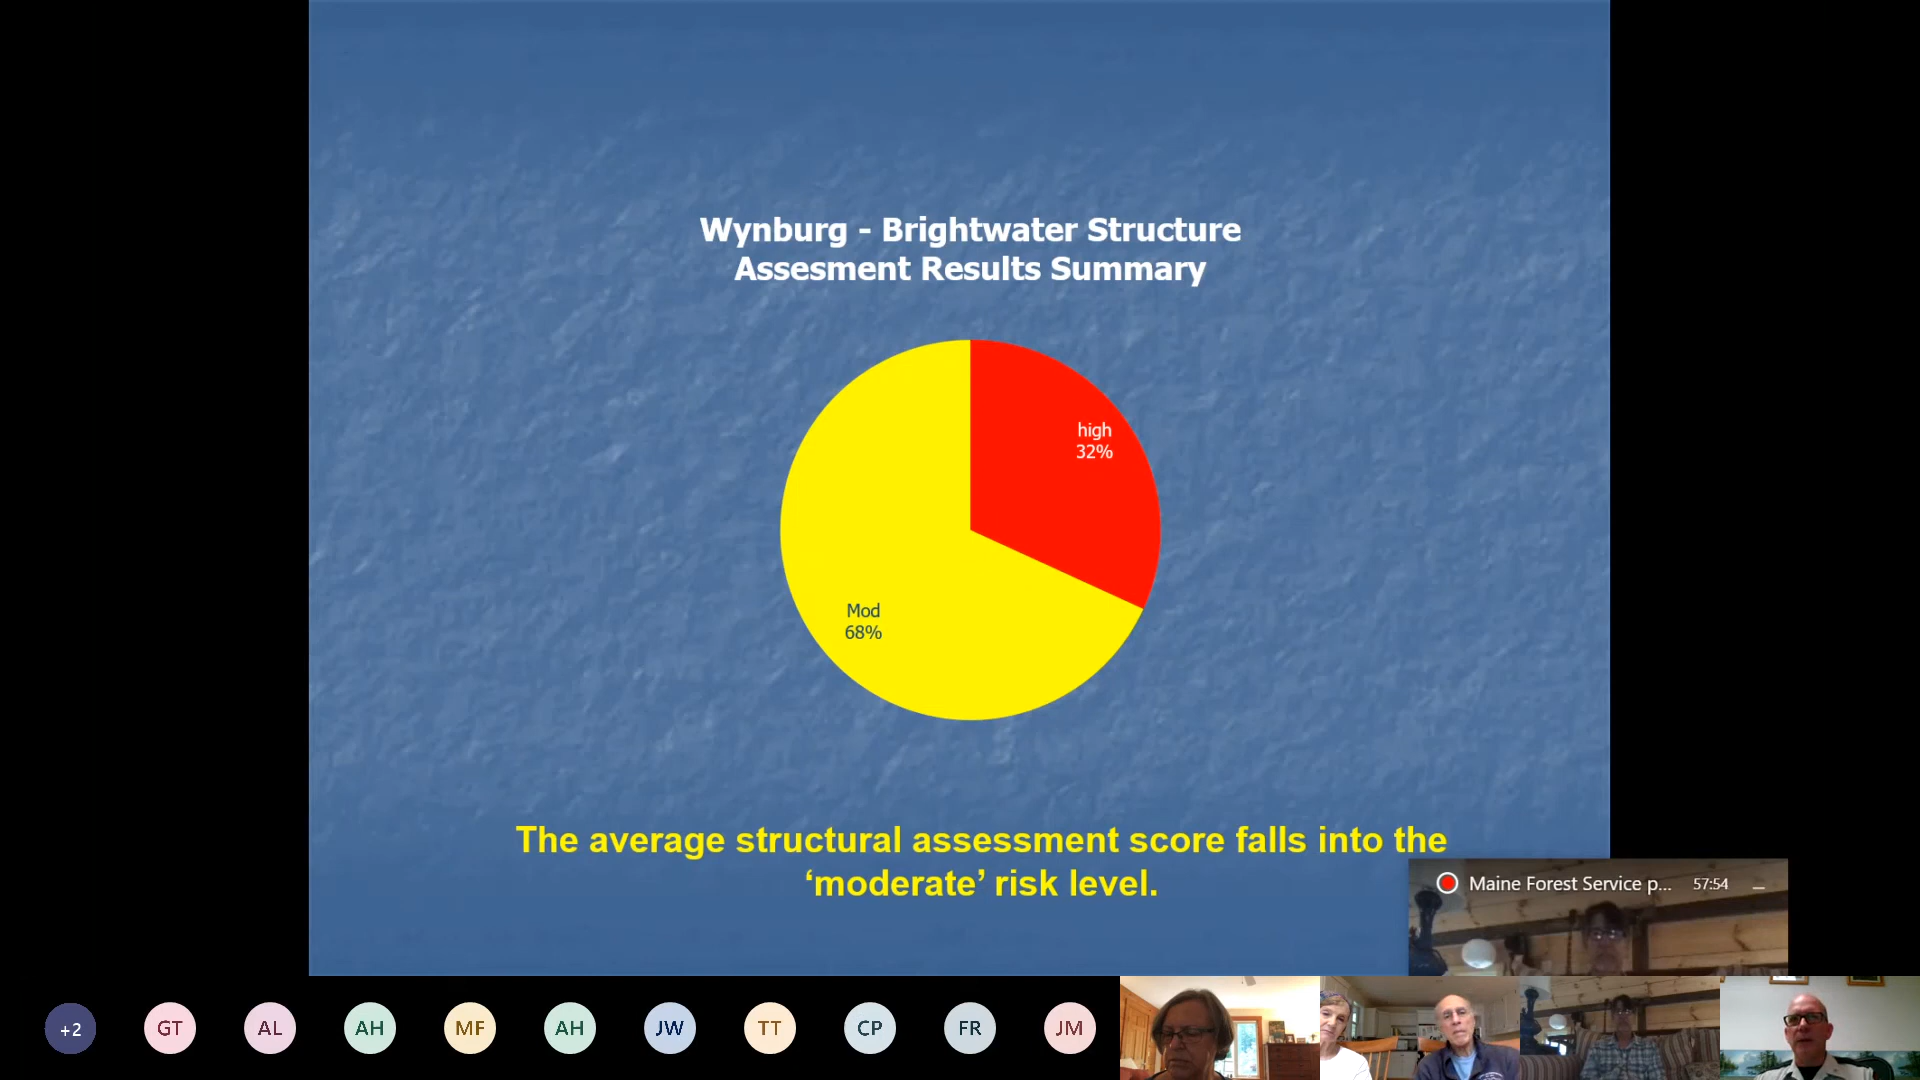 Wynburg - Brightwater Structure
Assesment Results Summary
high
32%
Mod
68%
The average structural assessment score falls into the
‘moderate’ risk level.
Maine Forest Service p... 57:54
+2 GT AL AH MF AH JW TT CP FR JM